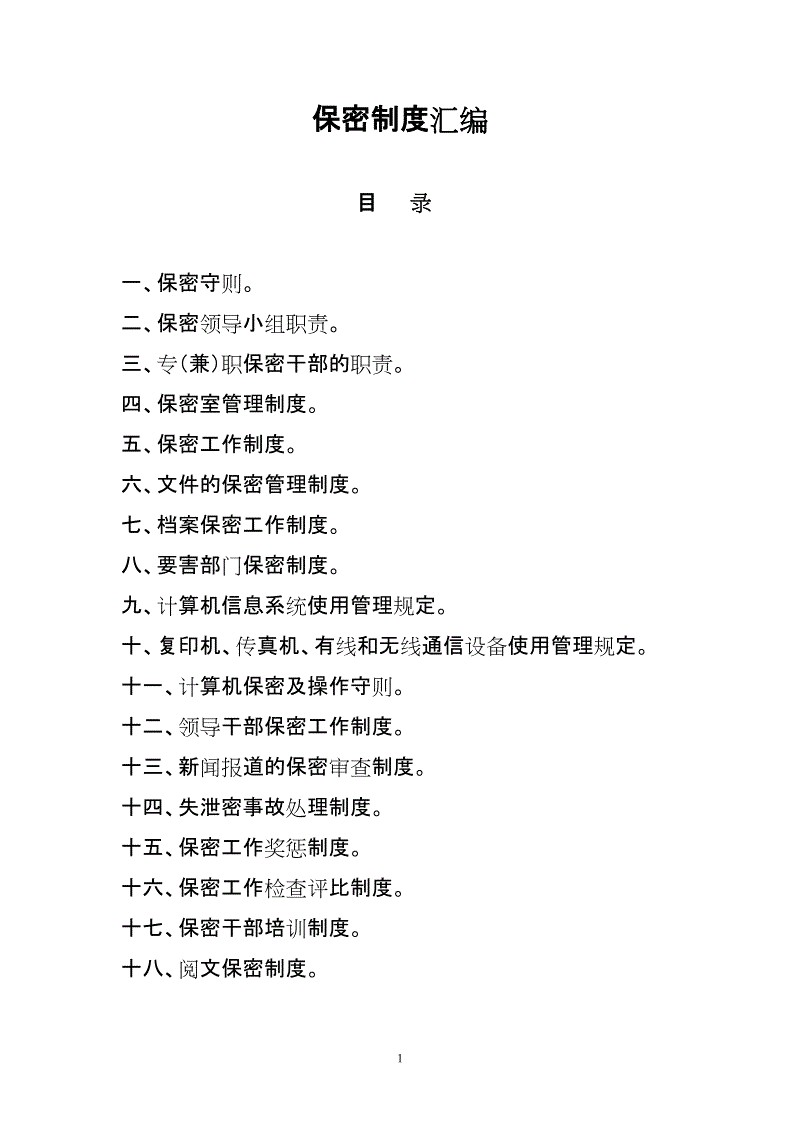 保密制度汇编
目 录
一、保密守则。
二、保密领导小组职责。
三、专(兼)职保密干部的职责。
四、保密室管理制度。
五、保密工作制度。
六、文件的保密管理制度。
七、档案保密工作制度。
八、要害部门保密制度。
九、计算机信息系统使用管理规定。
十、复印机、传真机、有线和无线通信设备使用管理规定。
十一、计算机保密及操作守则。
十二、领导干部保密工作制度。
十三、新闻报道的保密审查制度。
十四、失泄密事故处理制度。
十五、保密工作奖惩制度。
十六、保密工作检查评比制度。
十七、保密干部培训制度。
十八、阅文保密制度。
1